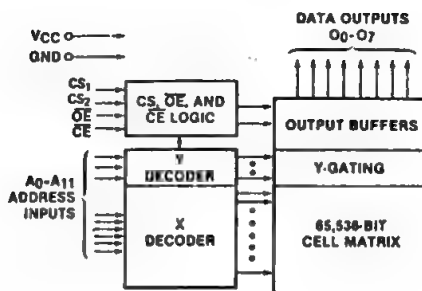 DATA OUTPUTS
O0-O7
VCC
GND
CS1
CS2
OE
CE
CS, OE, AND
CE LOGIC
OUTPUT BUFFERS
A0-A11
ADDRESS
INPUTS
Y
DECODER
Y-GATING
X
DECODER
65,536-BIT
CELL MATRIX